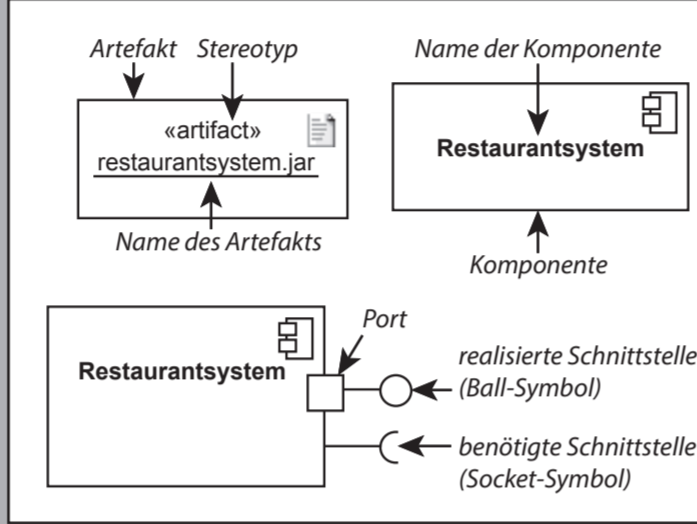 Artefakt Stereotyp
«artifact»
restaurantsystem.jar
Name des Artefakts
Name der Komponente
Restaurantsystem
Komponente
Restaurantsystem
Port
realisierte Schnittstelle
(Ball-Symbol)
benötigte Schnittstelle
(Socket-Symbol)